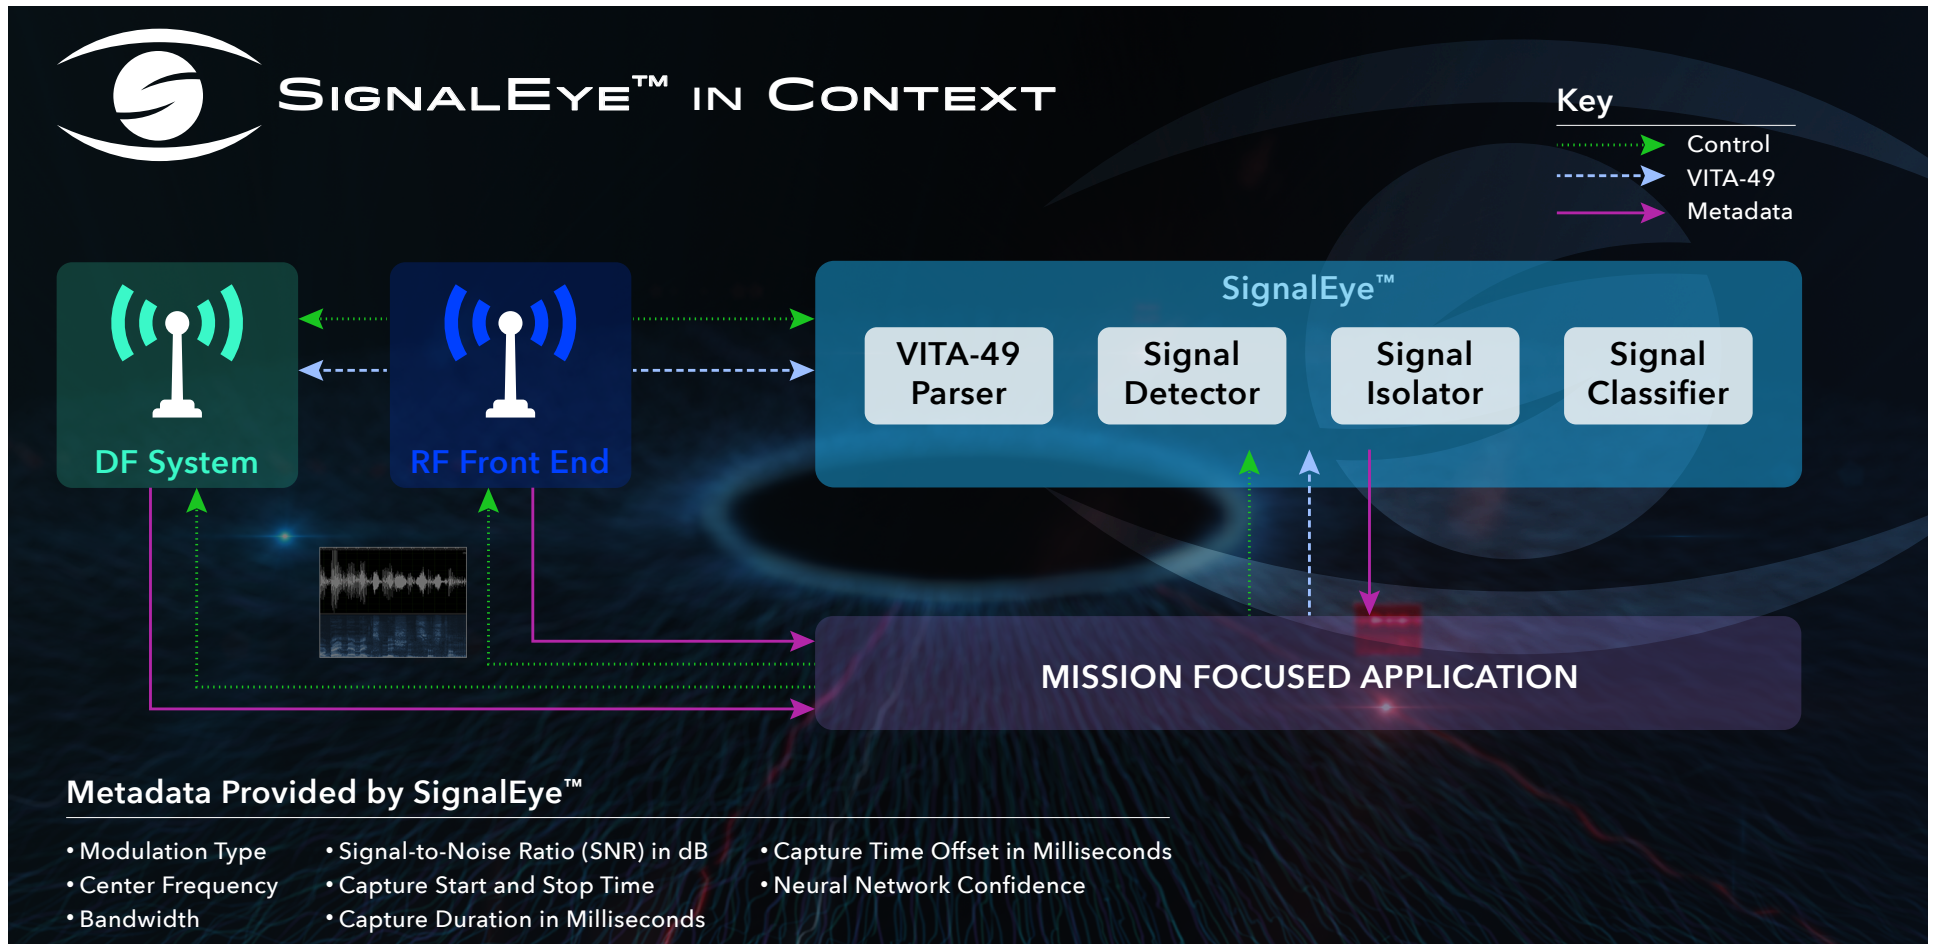 SIGNALEYE™ IN CONTEXT
Key
Control
VITA-49
Metadata
SignalEye™
VITA-49
Parser
Signal
Detector
Signal
Isolator
Signal
Classifier
DF System
RF Front End
MISSION FOCUSED APPLICATION
Metadata Provided by SignalEye™
• Modulation Type
• Center Frequency
• Bandwidth
• Signal-to-Noise Ratio (SNR) in dB
• Capture Start and Stop Time
• Capture Duration in Milliseconds
• Capture Time Offset in Milliseconds
• Neural Network Confidence